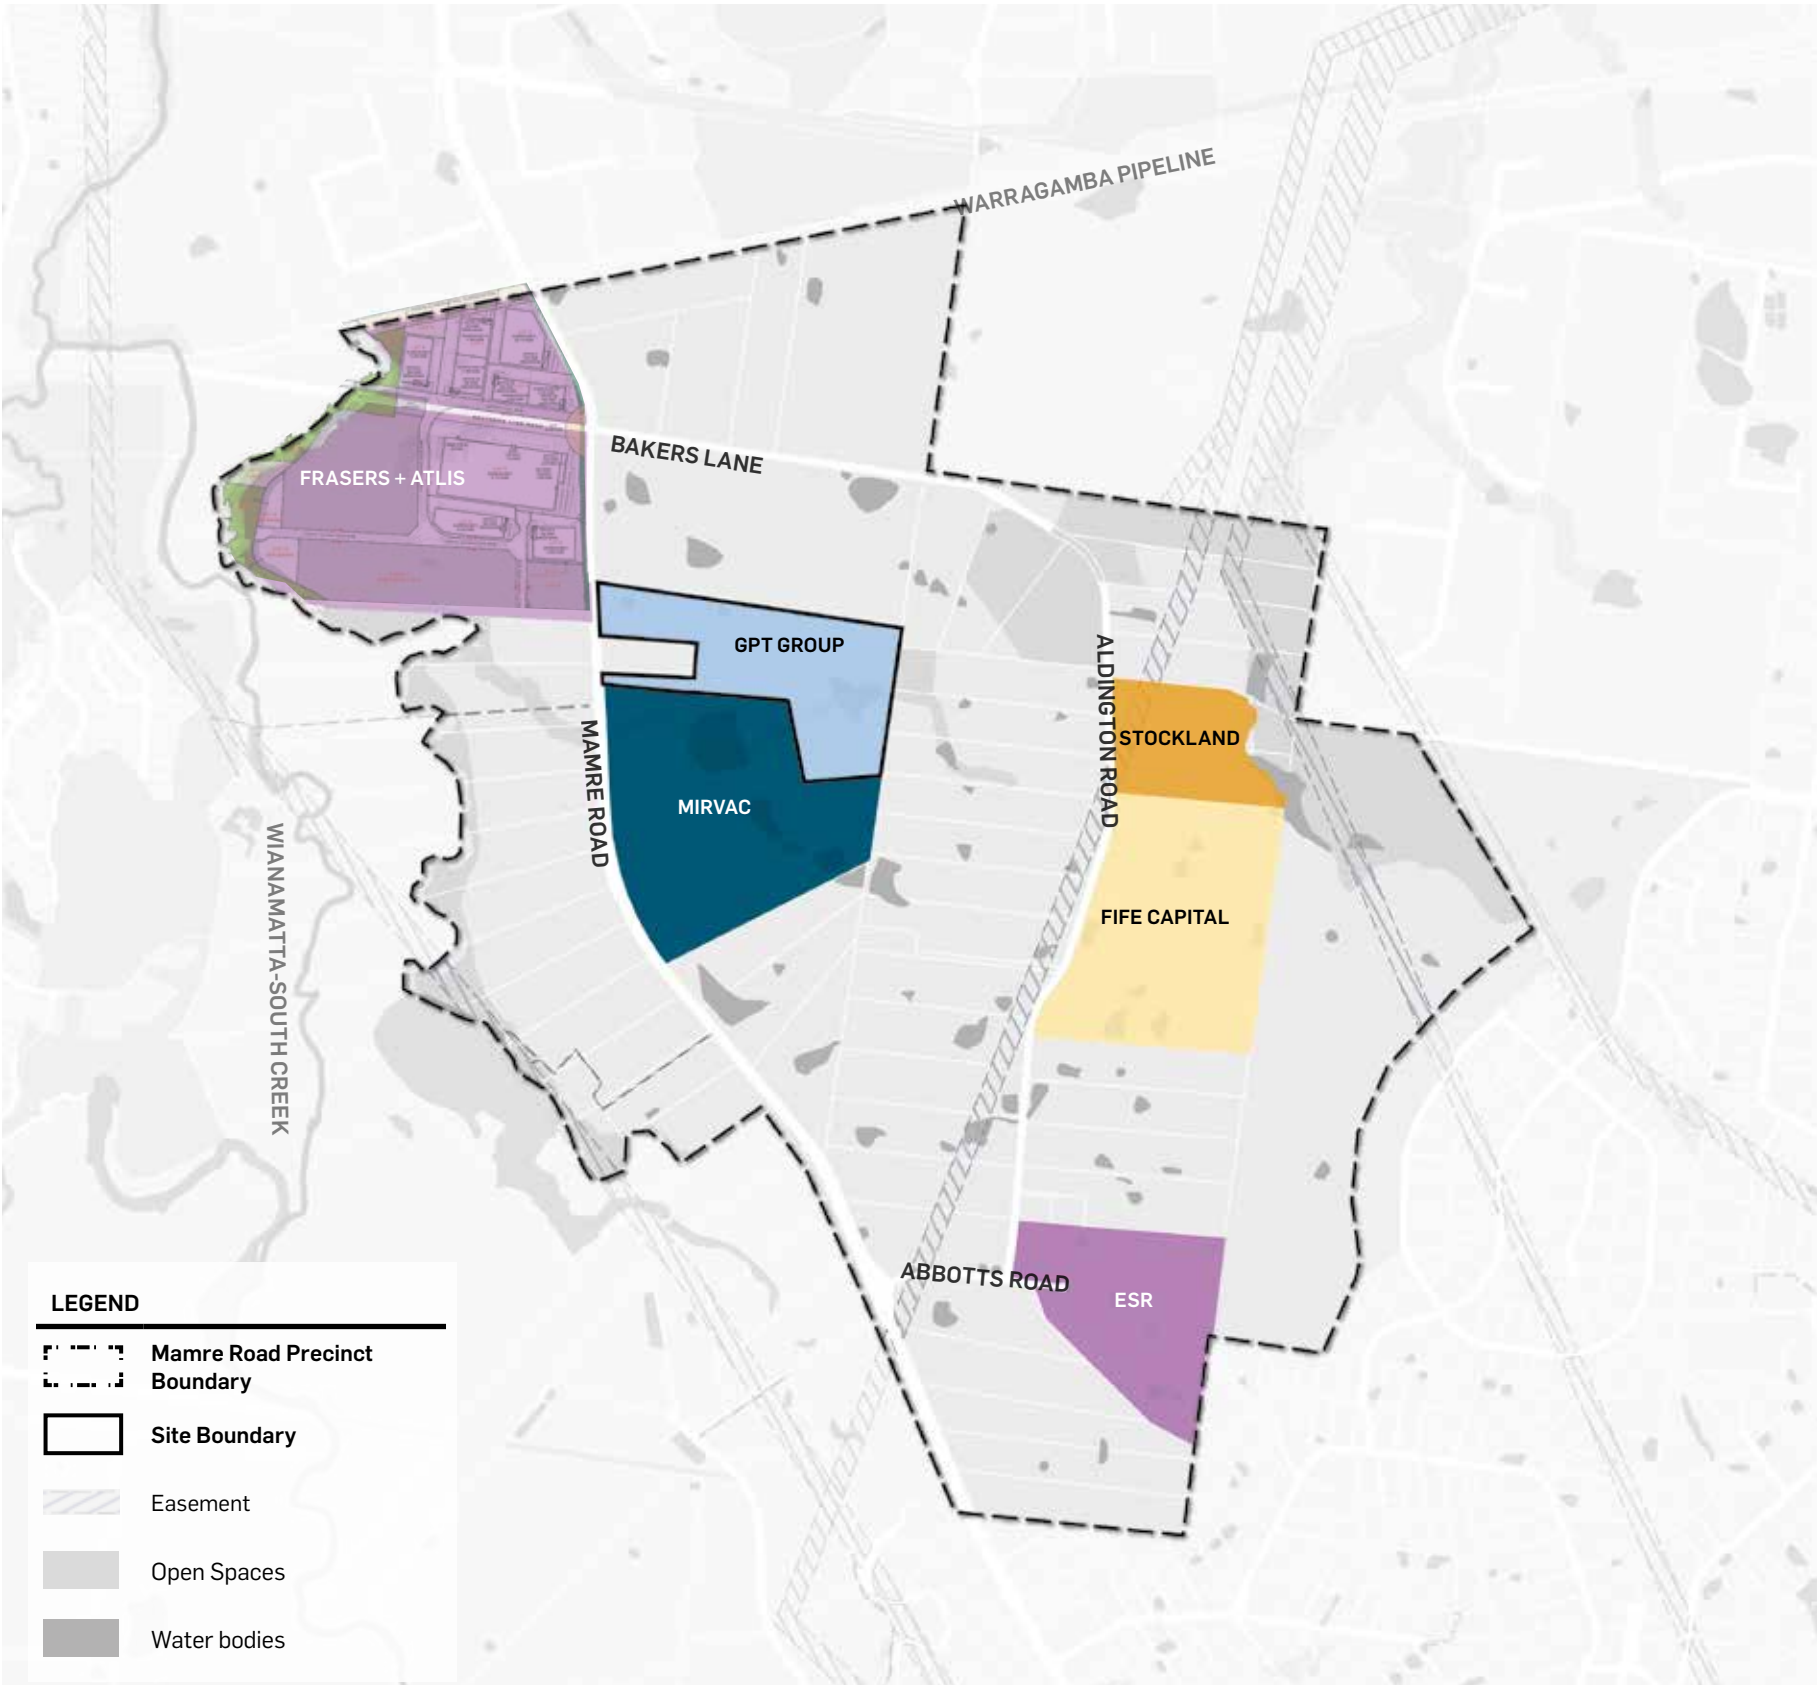 WARRAGAMBA PIPELINE
BAKERS LANE
FRASERS + ATLIS
GPT GROUP
ALDINGTON ROAD
STOCKLAND
MAMRE ROAD
MIRVAC
WIANAMATTA-SOUTH CREEK
FIFE CAPITAL
ABBOTTS ROAD
ESR
LEGEND
Mamre Road Precinct
Boundary
Site Boundary
Easement
Open Spaces
Water bodies